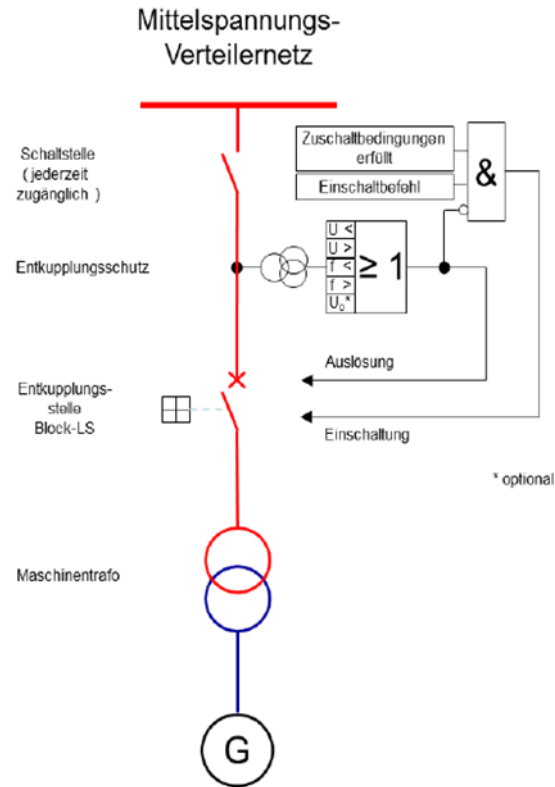 Mittelspannungs-
Verteilernetz
Schaltstelle
( jederzeit
zugänglich )
Zuschaltbedingungen
erfüllt
Einschaltbefehl
&
Entkupplungsschutz
U <
U >
f <
f >
U₀*
≥ 1
Auslösung
Entkupplungs-
stelle
Block-LS
Einschaltung
* optional
Maschinentrafo
G